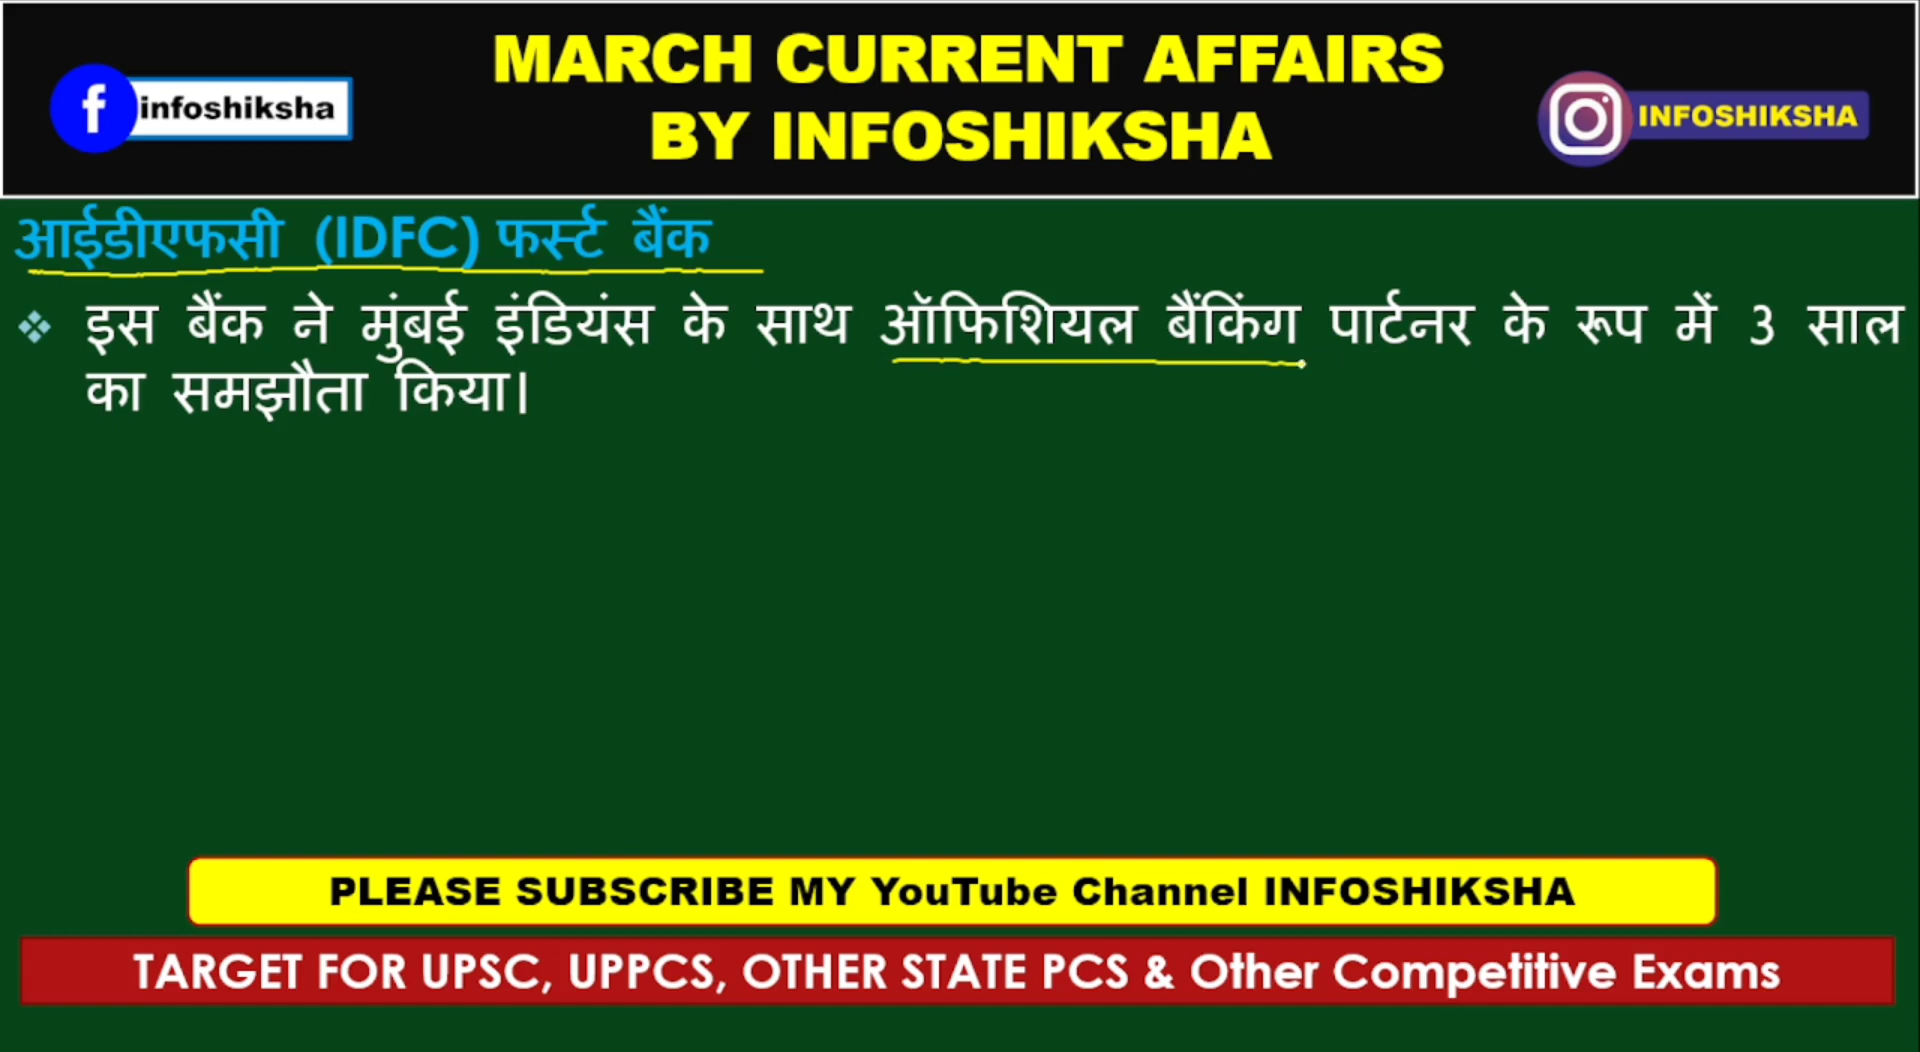 MARCH CURRENT AFFAIRS
BY INFOSHIKSHA
f infoshiksha
INFOSHIKSHA
आईडीएफसी (IDFC) फर्स्ट बैंक
इस बैंक ने मुंबई इंडियंस के साथ ऑफिशियल बैंकिंग पार्टनर के रूप में 3 साल
का समझौता किया।
PLEASE SUBSCRIBE MY YouTube Channel INFOSHIKSHA
TARGET FOR UPSC, UPPCS, OTHER STATE PCS & Other Competitive Exams